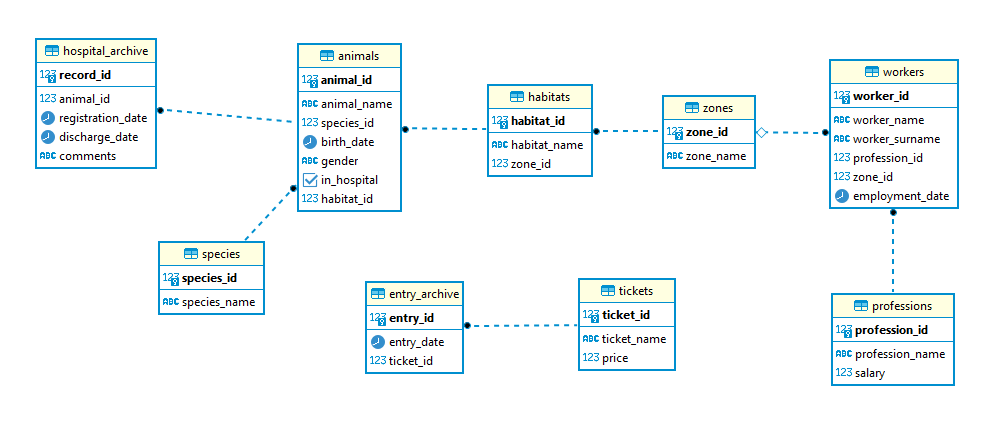 hospital_archive
123 record_id
123 animal_id
registration_date
discharge_date
ABC comments
animals
123 animal_id
ABC animal_name
123 species_id
birth_date
ABC gender
in_hospital
123 habitat_id
habitats
123 habitat_id
ABC habitat_name
123 zone_id
zones
123 zone_id
ABC zone_name
workers
123 worker_id
ABC worker_name
ABC worker_surname
123 profession_id
123 zone_id
employment_date
species
123 species_id
ABC species_name
entry_archive
123 entry_id
entry_date
123 ticket_id
tickets
123 ticket_id
ABC ticket_name
123 price
professions
123 profession_id
ABC profession_name
123 salary